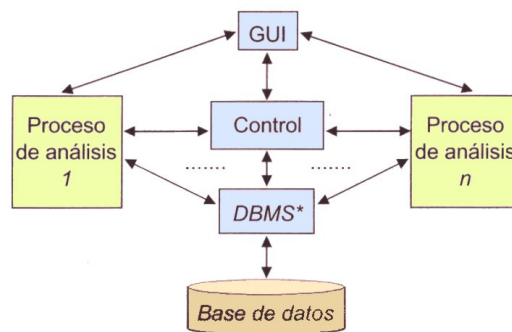 GUI
Proceso
de análisis
1
Control
Proceso
de análisis
n
........
........
DBMS*
Base de datos